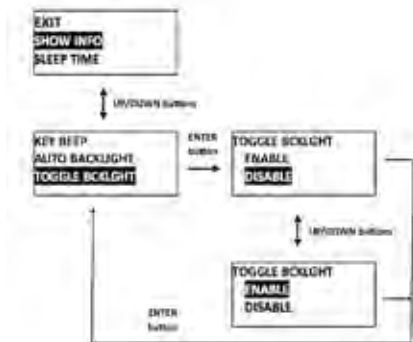 EXIT
SHOW INFO
SLEEP TIME
UP/DOWN buttons
KEY BEEP
AUTO BACKLIGHT
TOGGLE BCKLGHT
ENTER
button
TOGGLE BCKLGHT
ENABLE
DISABLE
UP/DOWN buttons
TOGGLE BCKLGHT
ENABLE
DISABLE
ENTER
button